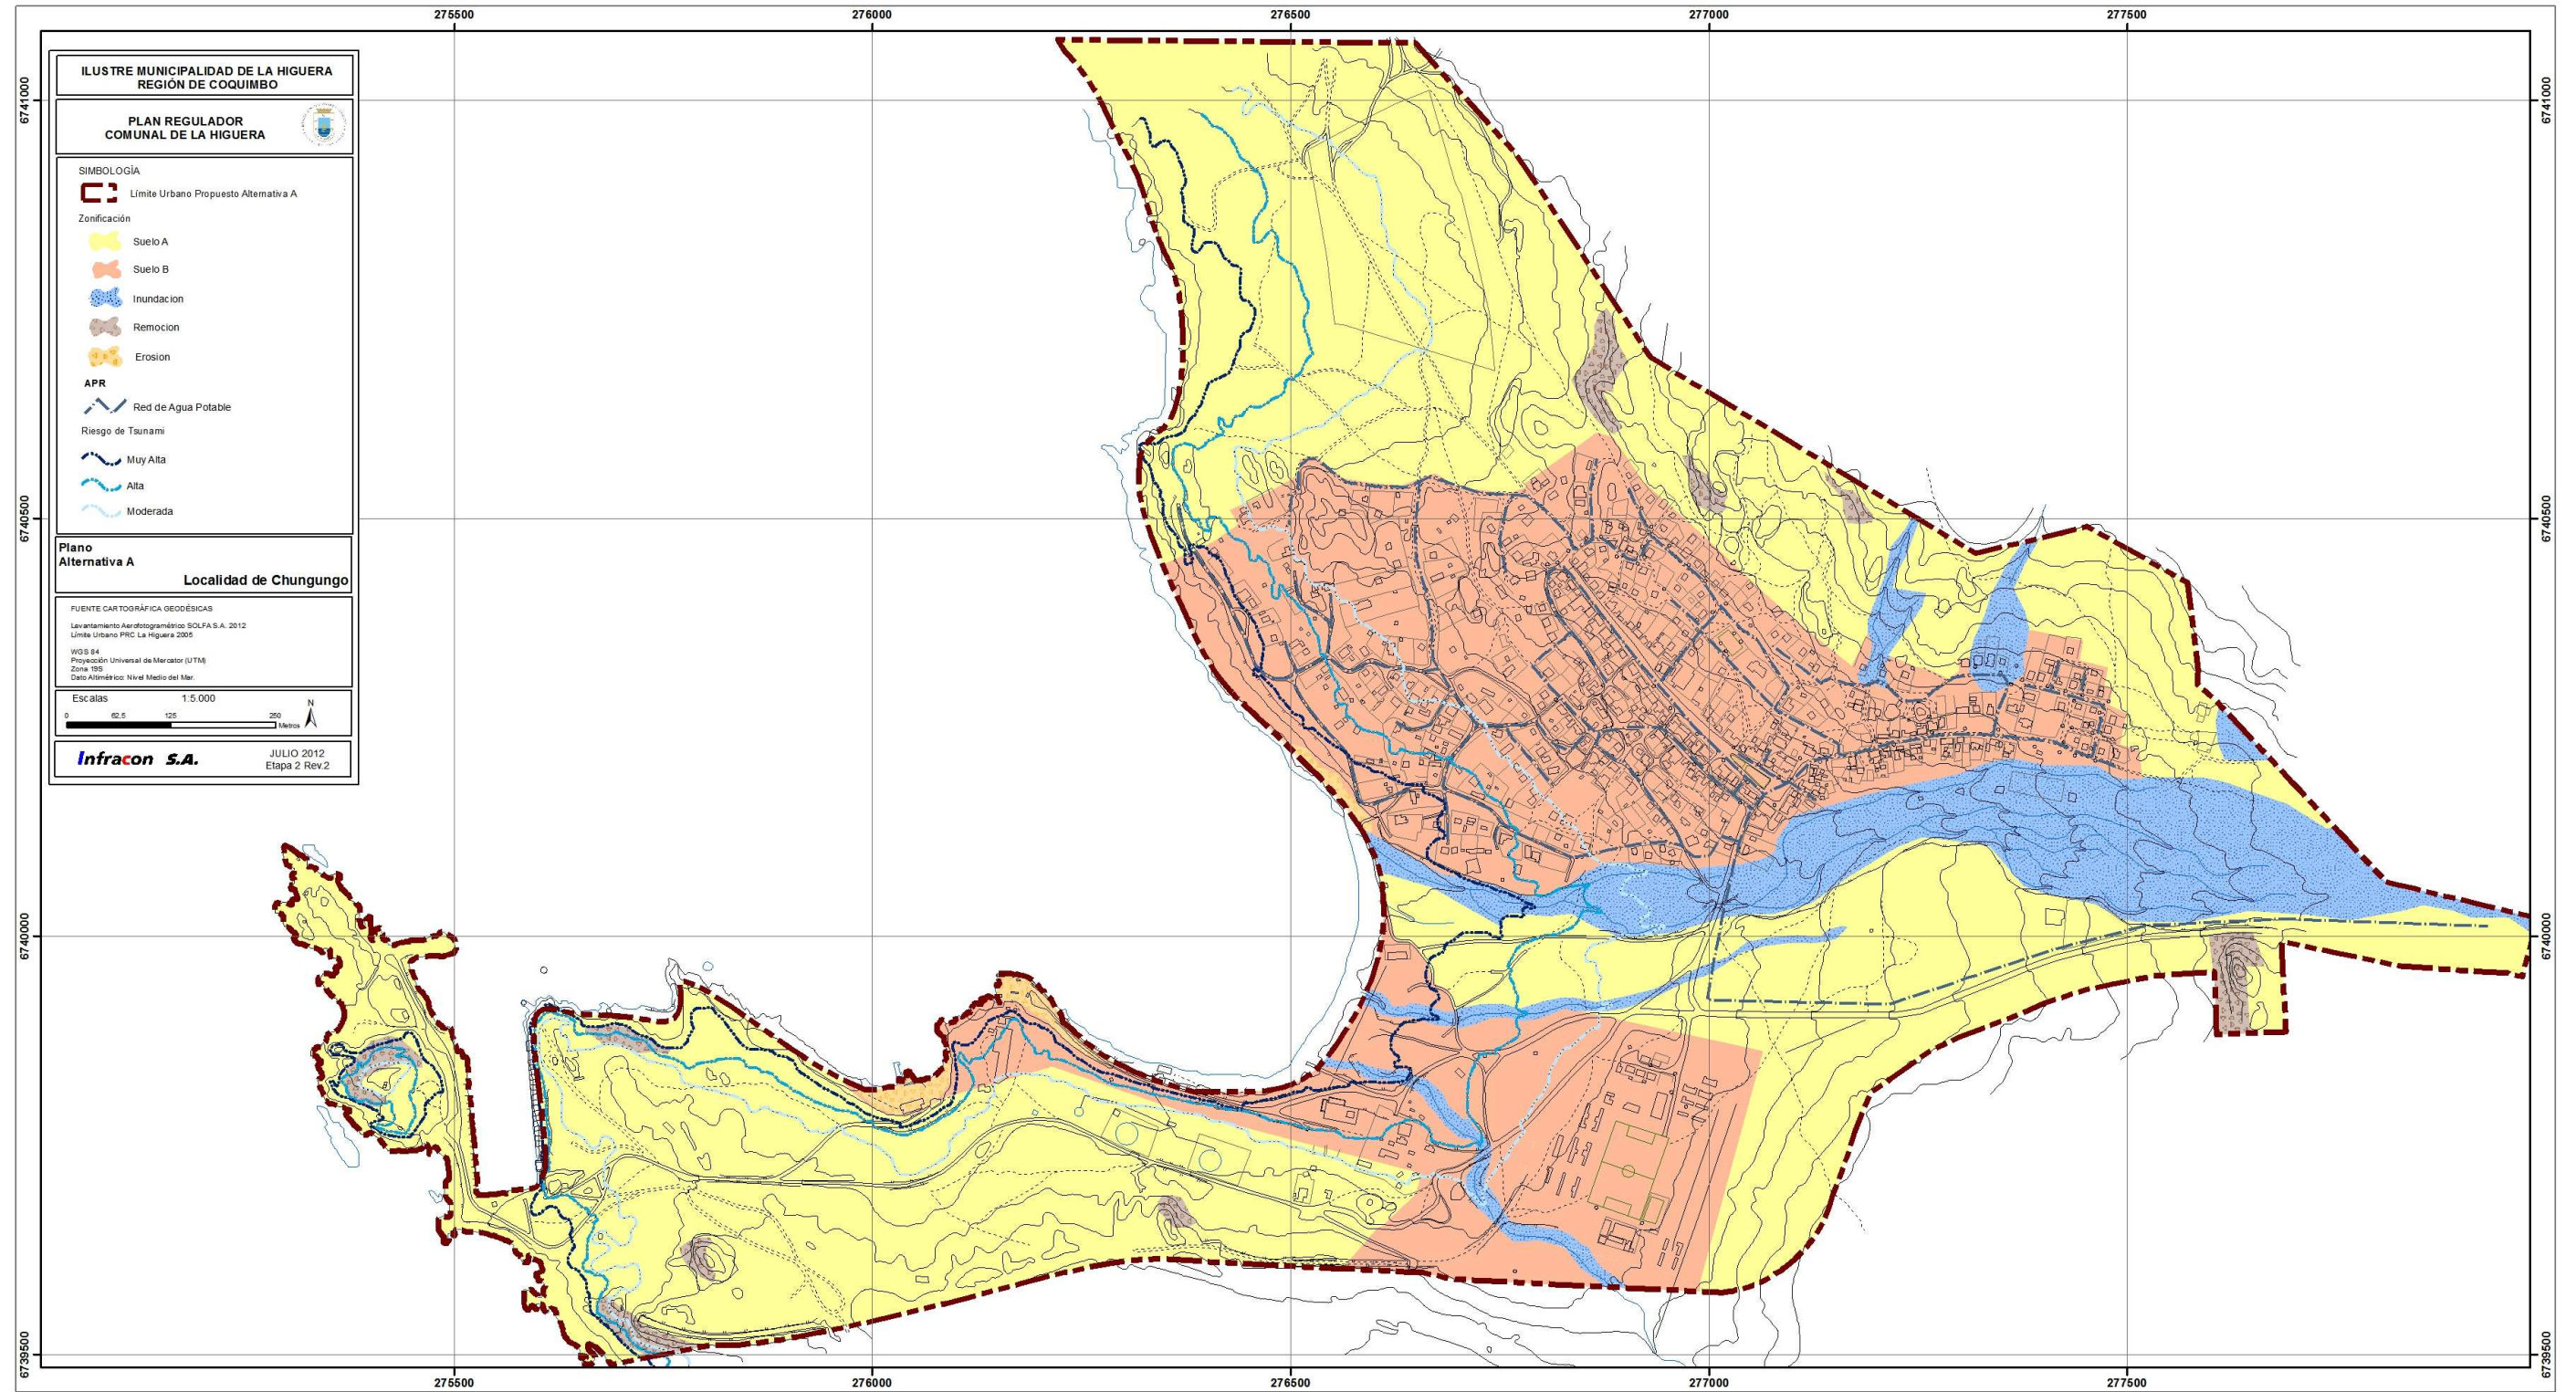 275500 276000 276500 277000 277500
6741000 6741000
6740500 6740500
6740000 6740000
6739500 6739500
ILUSTRE MUNICIPALIDAD DE LA HIGUERA
REGIÓN DE COQUIMBO
PLAN REGULADOR
COMUNAL DE LA HIGUERA
SIMBOLOGÌA
Límite Urbano Propuesto Alternativa A
Zonificación
Suelo A
Suelo B
Inundacion
Remocion
Erosion
APR
Red de Agua Potable
Riesgo de Tsunami
Muy Alta
Alta
Moderada
Plano
Alternativa A
Localidad de Chungungo
FUENTE CARTOGRÁFICA GEODÉSICAS
Levantamiento Aerofotogramétrico SOLFA S.A. 2012
Límite Urbano PRC La Higuera 2005
WGS 84
Proyección Universal de Mercator (UTM)
Zona 19S
Dato Altimétrico: Nivel Medio del Mar.
Escalas 1:5.000
N
0 62,5 125 250
Metros
Infracon S.A.
JULIO 2012
Etapa 2 Rev.2
275500 276000 276500 277000 277500